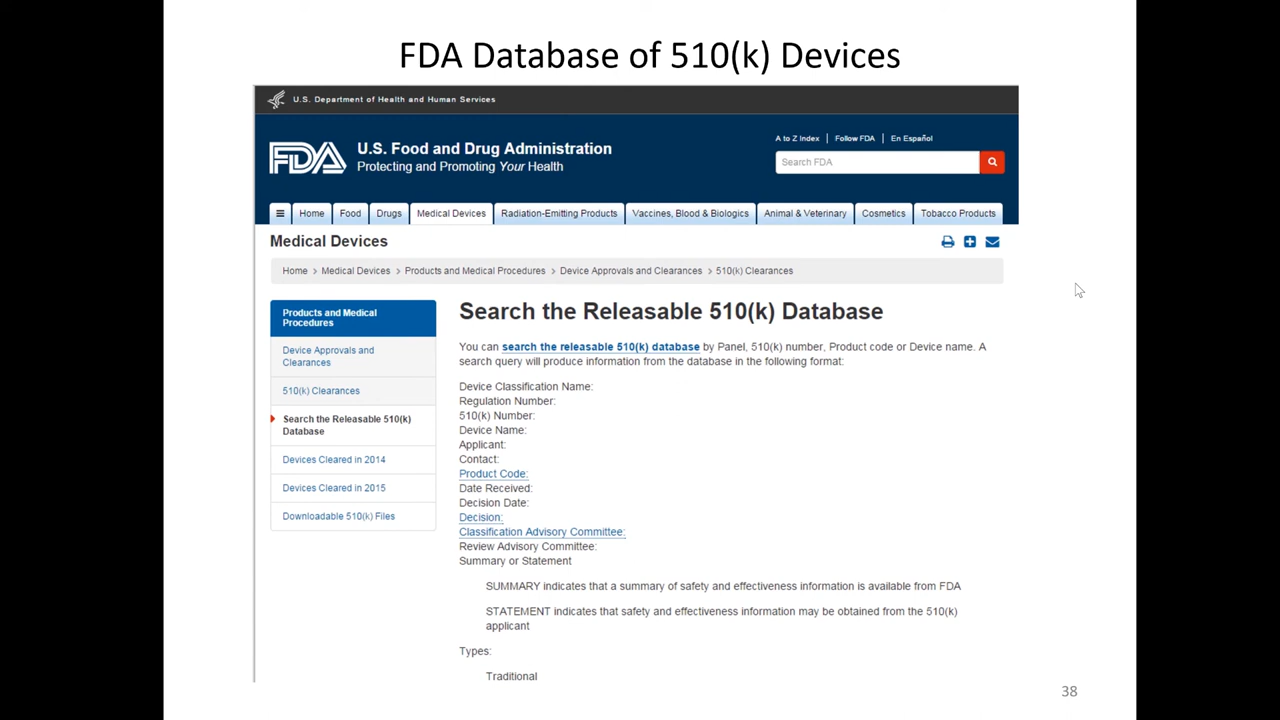 FDA Database of 510(k) Devices
U.S. Department of Health and Human Services
A to Z Index | Follow FDA | En Español
FDA
U.S. Food and Drug Administration
Protecting and Promoting Your Health
Search FDA
Home
Food
Drugs
Medical Devices
Radiation-Emitting Products
Vaccines, Blood & Biologics
Animal & Veterinary
Cosmetics
Tobacco Products
Medical Devices
Home > Medical Devices > Products and Medical Procedures > Device Approvals and Clearances > 510(k) Clearances
Products and Medical
Procedures
Device Approvals and
Clearances
510(k) Clearances
Search the Releasable 510(k)
Database
Devices Cleared in 2014
Devices Cleared in 2015
Downloadable 510(k) Files
Search the Releasable 510(k) Database
You can search the releasable 510(k) database by Panel, 510(k) number, Product code or Device name. A
search query will produce information from the database in the following format:
Device Classification Name:
Regulation Number:
510(k) Number:
Device Name:
Applicant:
Contact:
Product Code:
Date Received:
Decision Date:
Decision:
Classification Advisory Committee:
Review Advisory Committee:
Summary or Statement
SUMMARY indicates that a summary of safety and effectiveness information is available from FDA
STATEMENT indicates that safety and effectiveness information may be obtained from the 510(k)
applicant
Types:
Traditional
38